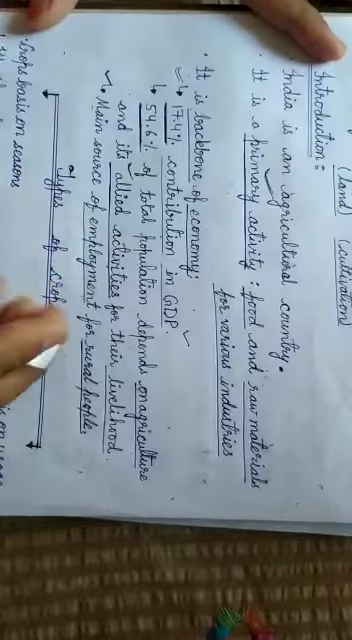 (land) (cultivation)
Introduction:
India is an agricultural country.
It is a primary activity: food and raw materials
for various industries
It is backbone of economy:
17.4% contribution in GDP.
54.6% of total population depends on agriculture
and its allied activities for their livelihood.
Main source of employment for rural people.
Types of crop
Crops basis on seasons